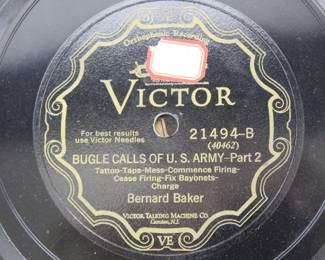 Orthophonic Recording
VICTOR
For best results
use Victor Needles
21494-B
(40462)
BUGLE CALLS OF U. S. ARMY—Part 2
Tattoo-Taps-Mess-Commence Firing-
Cease Firing-Fix Bayonets-
Charge
Bernard Baker
VICTOR TALKING MACHINE CO.
Camden, N.J.
VE